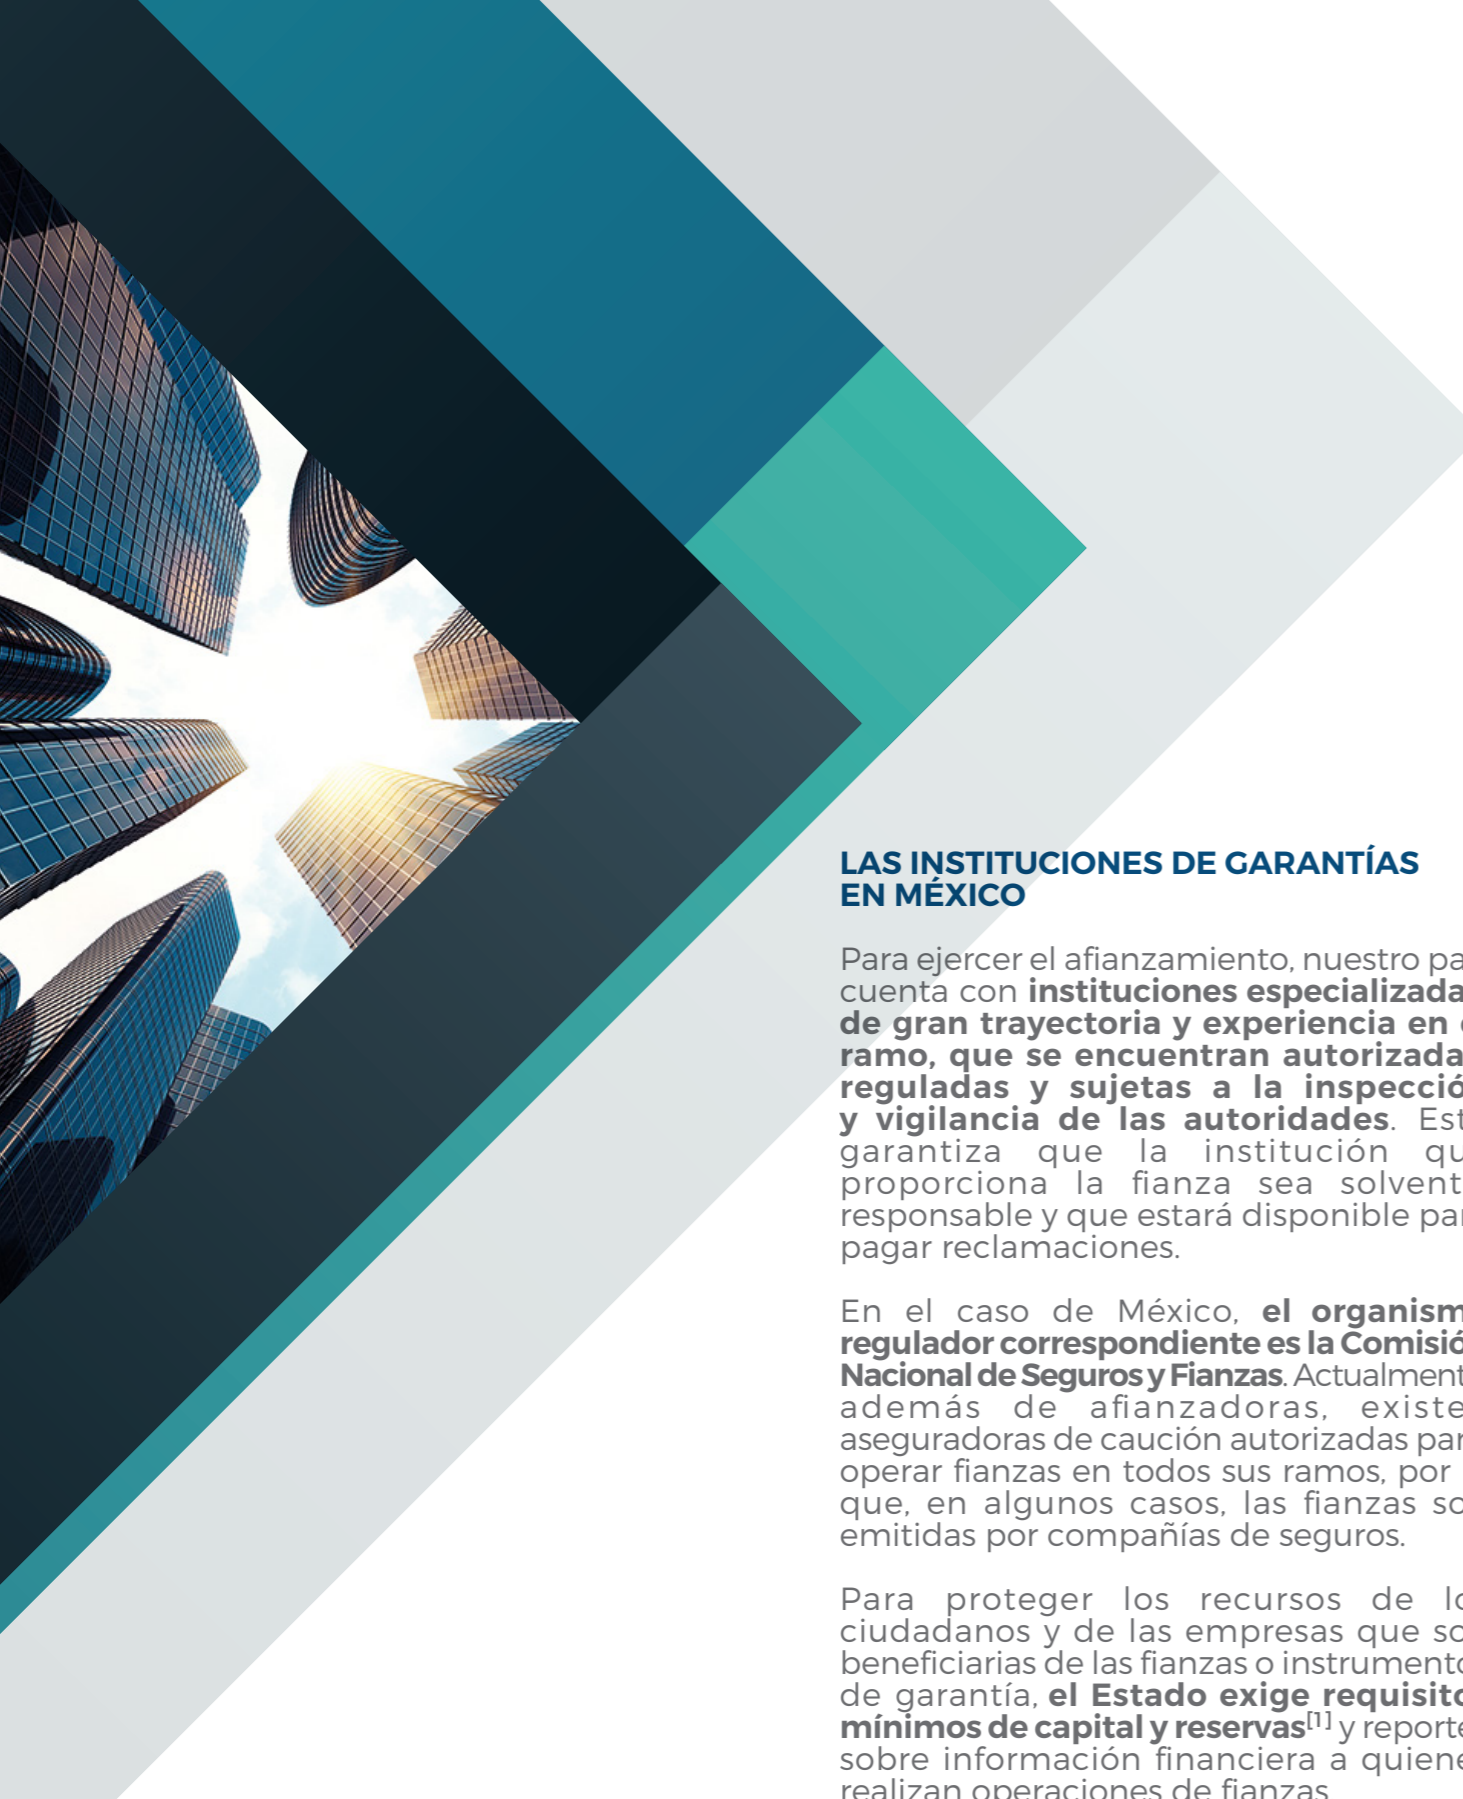 LAS INSTITUCIONES DE GARANTÍAS
EN MÉXICO
Para ejercer el afianzamiento, nuestro pa
cuenta con instituciones especializada
de gran trayectoria y experiencia en e
ramo, que se encuentran autorizada
reguladas y sujetas a la inspecció
y vigilancia de las autoridades. Est
garantiza que la institución qu
proporciona la fianza sea solvent
responsable y que estará disponible par
pagar reclamaciones.
En el caso de México, el organism
regulador correspondiente es la Comisió
Nacional de Seguros y Fianzas. Actualment
además de afianzadoras, existe
aseguradoras de caución autorizadas par
operar fianzas en todos sus ramos, por
que, en algunos casos, las fianzas so
emitidas por compañías de seguros.
Para proteger los recursos de lo
ciudadanos y de las empresas que so
beneficiarias de las fianzas o instrumento
de garantía, el Estado exige requisito
mínimos de capital y reservas[1] y reporte
sobre información financiera a quiene
realizan operaciones de fianzas.